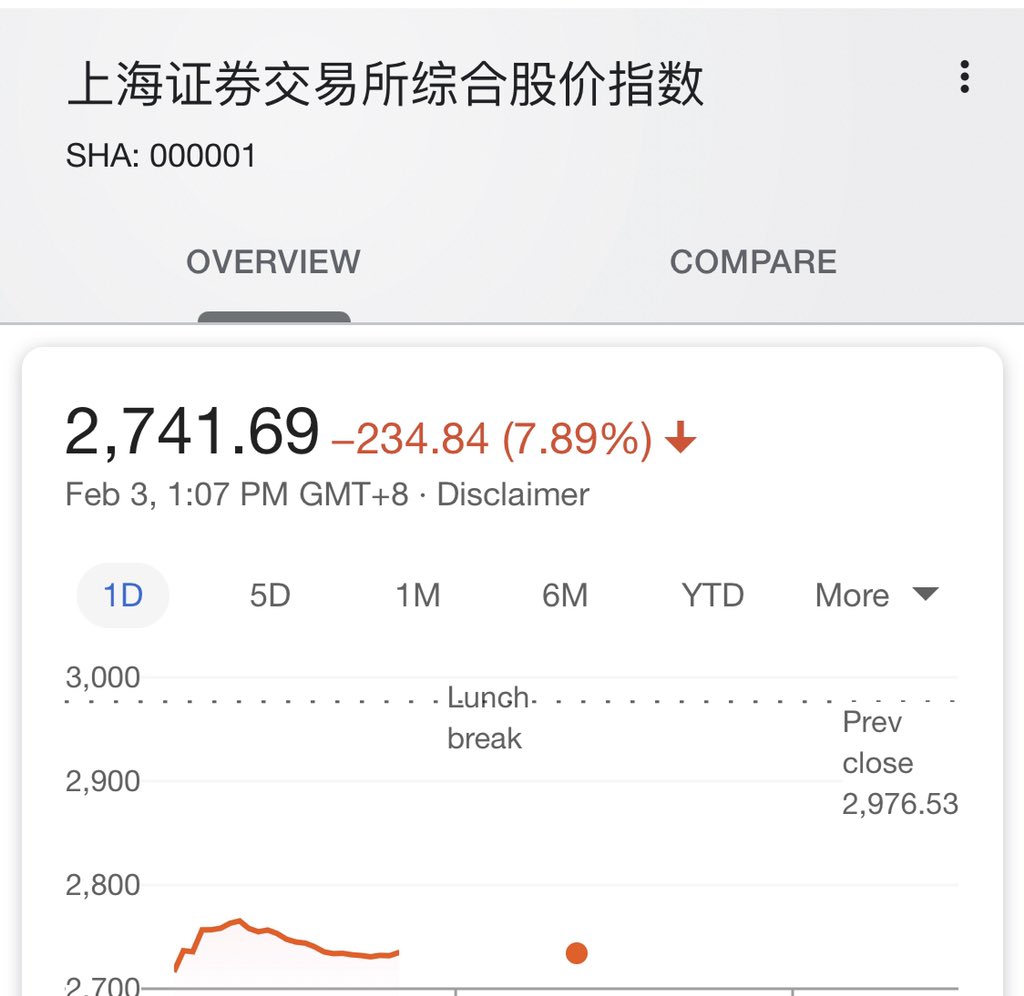 上海证券交易所综合股价指数
SHA: 000001
OVERVIEW COMPARE
2,741.69 –234.84 (7.89%)
Feb 3, 1:07 PM GMT+8 · Disclaimer
1D 5D 1M 6M YTD More
3,000
Lunch
break
Prev
close
2,976.53
2,900
2,800
2,700